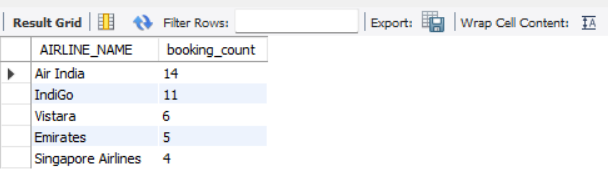 Result Grid Filter Rows: Export: Wrap Cell Content: IA
AIRLINE_NAME booking_count
Air India 14
IndiGo 11
Vistara 6
Emirates 5
Singapore Airlines 4